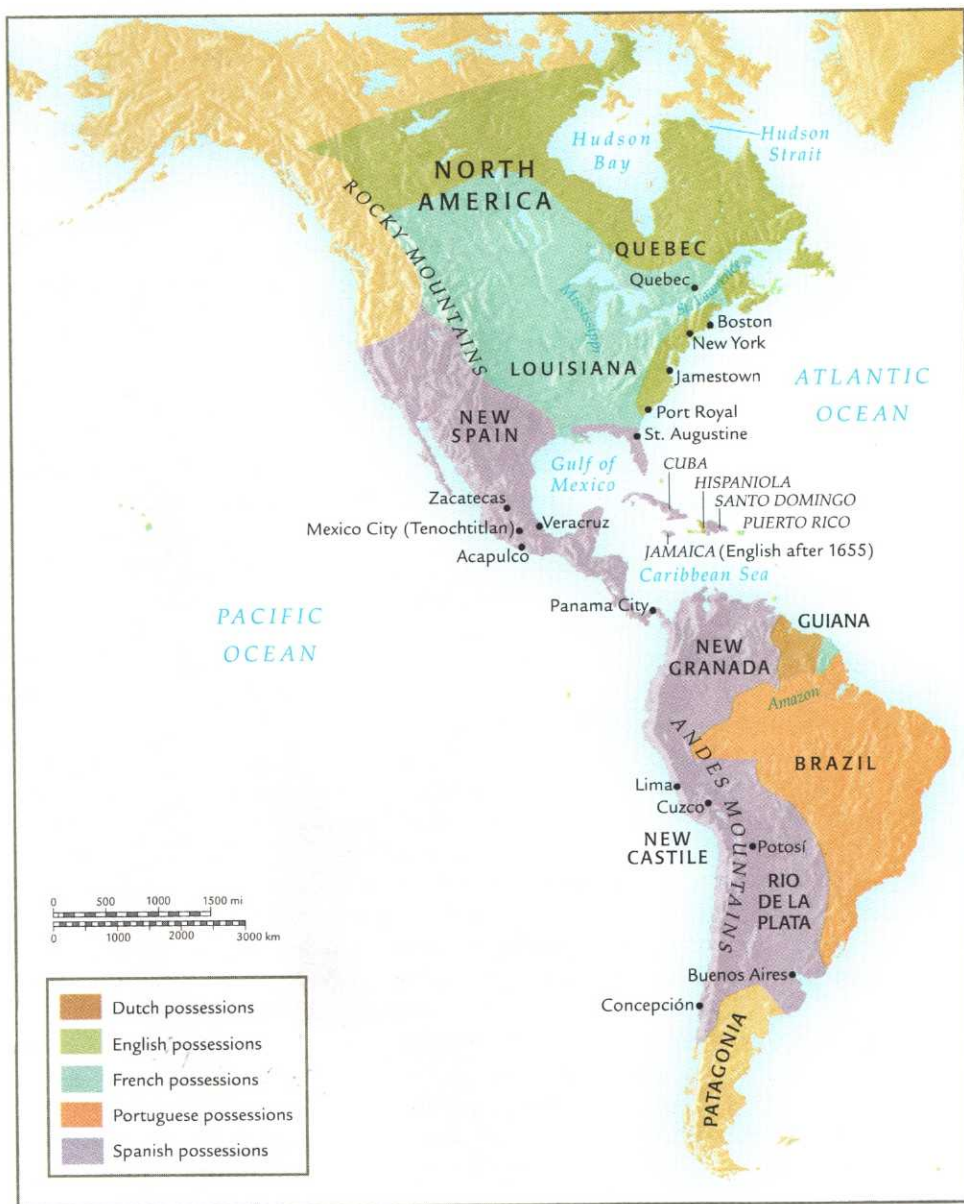 Hudson
Bay
Hudson
Strait
NORTH
AMERICA
ROCKY MOUNTAINS
QUEBEC
Quebec
St. Lawrence
Mississippi
Boston
New York
LOUISIANA
Jamestown
ATLANTIC
OCEAN
Port Royal
NEW
SPAIN
St. Augustine
Gulf of
Mexico
CUBA
HISPANIOLA
SANTO DOMINGO
PUERTO RICO
Zacatecas
Mexico City (Tenochtitlan)
Veracruz
Acapulco
JAMAICA (English after 1655)
Caribbean Sea
Panama City
PACIFIC
OCEAN
GUIANA
NEW
GRANADA
Amazon
ANDES MOUNTAINS
BRAZIL
Lima
Cuzco
NEW
CASTILE
Potosí
RIO
DE LA
PLATA
0 500 1000 1500 mi
0 1000 2000 3000 km
Buenos Aires
Concepción
PATAGONIA
Dutch possessions
English possessions
French possessions
Portuguese possessions
Spanish possessions